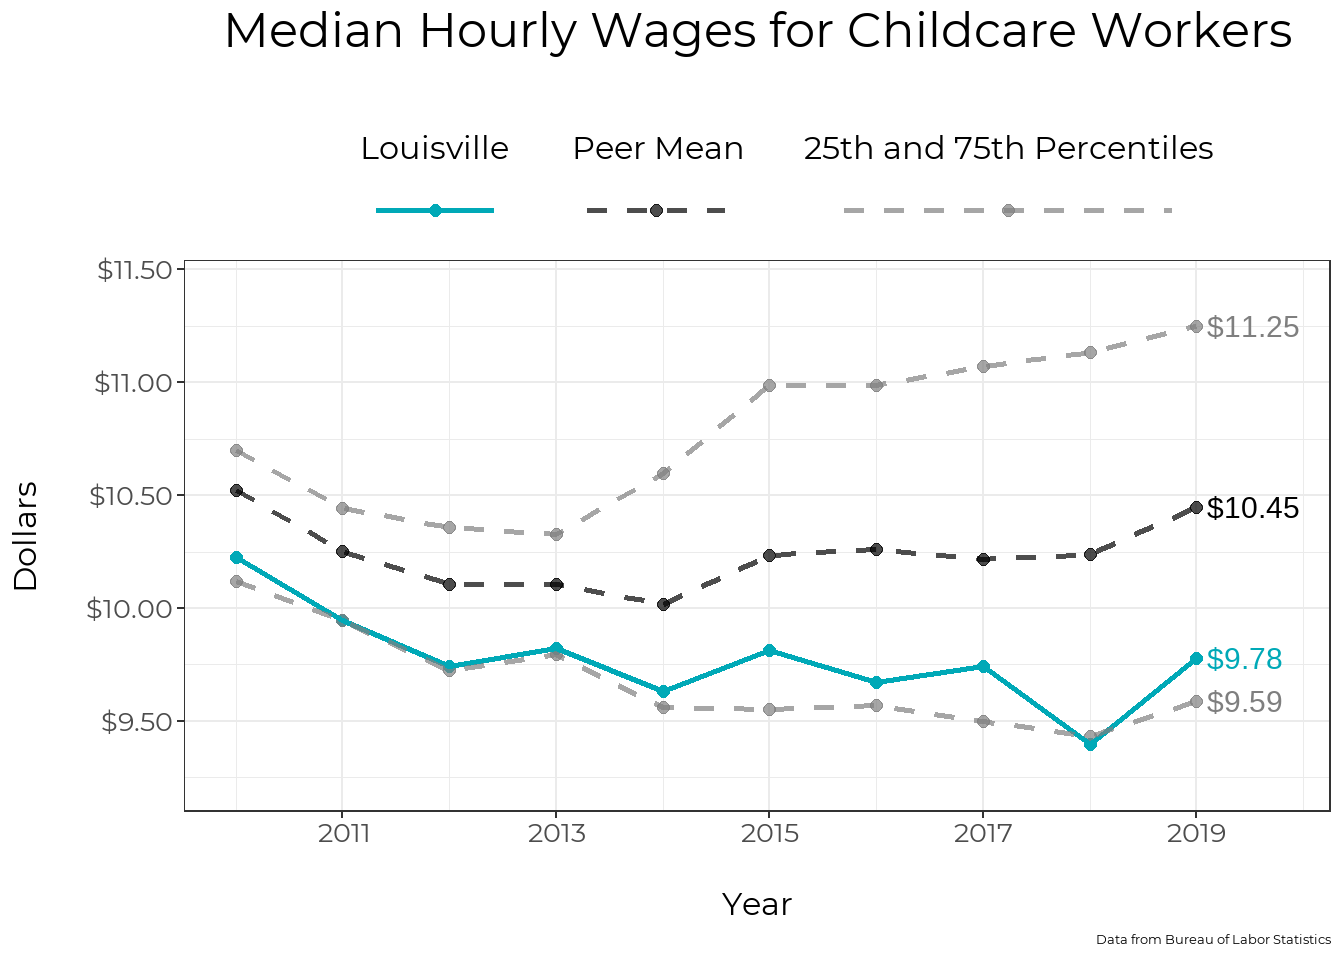 Median Hourly Wages for Childcare Workers
Louisville Peer Mean 25th and 75th Percentiles
$11.50
$11.25
$11.00
$10.50
$10.45
$10.00
$9.78
$9.59
$9.50
Dollars
2011 2013 2015 2017 2019
Year
Data from Bureau of Labor Statistics